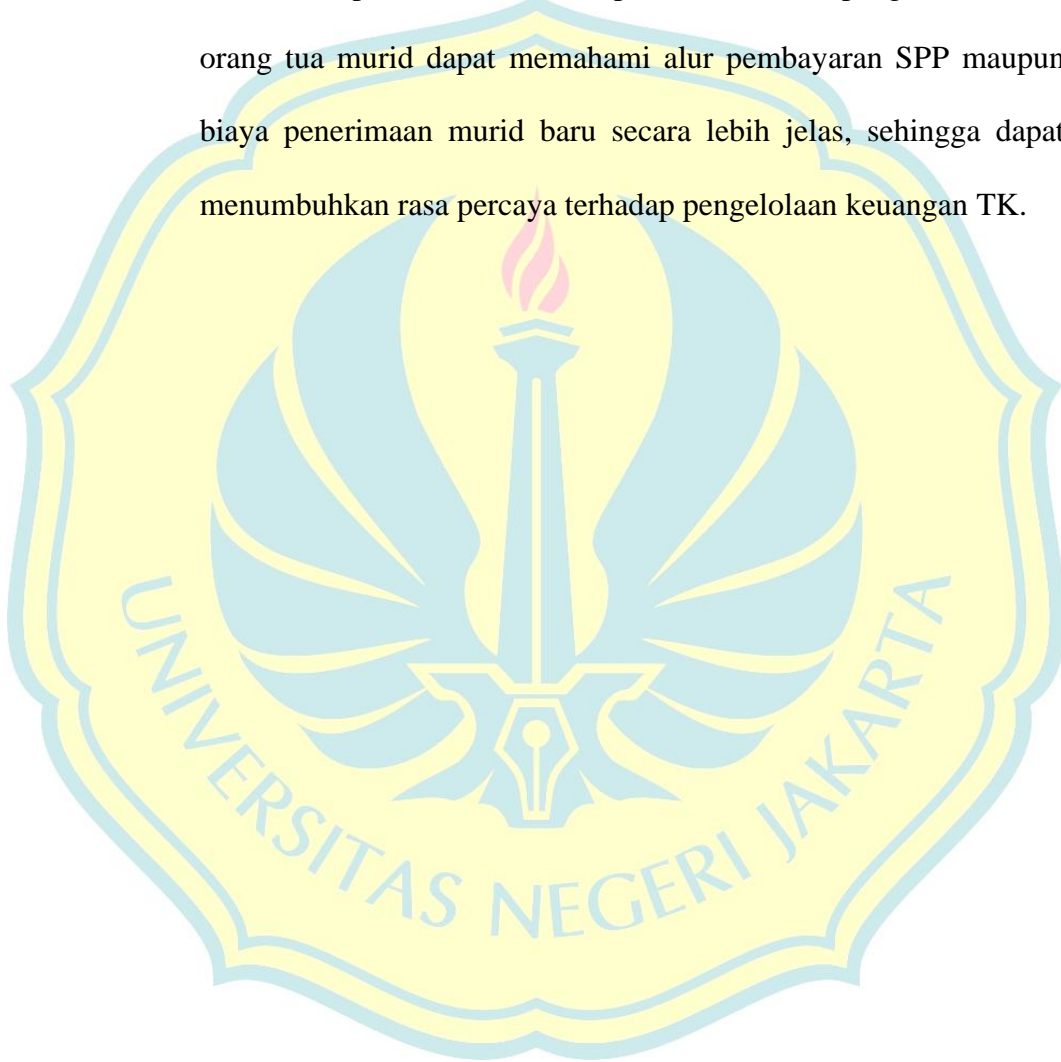 orang tua murid dapat memahami alur pembayaran SPP maupun
biaya penerimaan murid baru secara lebih jelas, sehingga dapat
menumbuhkan rasa percaya terhadap pengelolaan keuangan TK.
UNIVERSITAS NEGERI JAKARTA